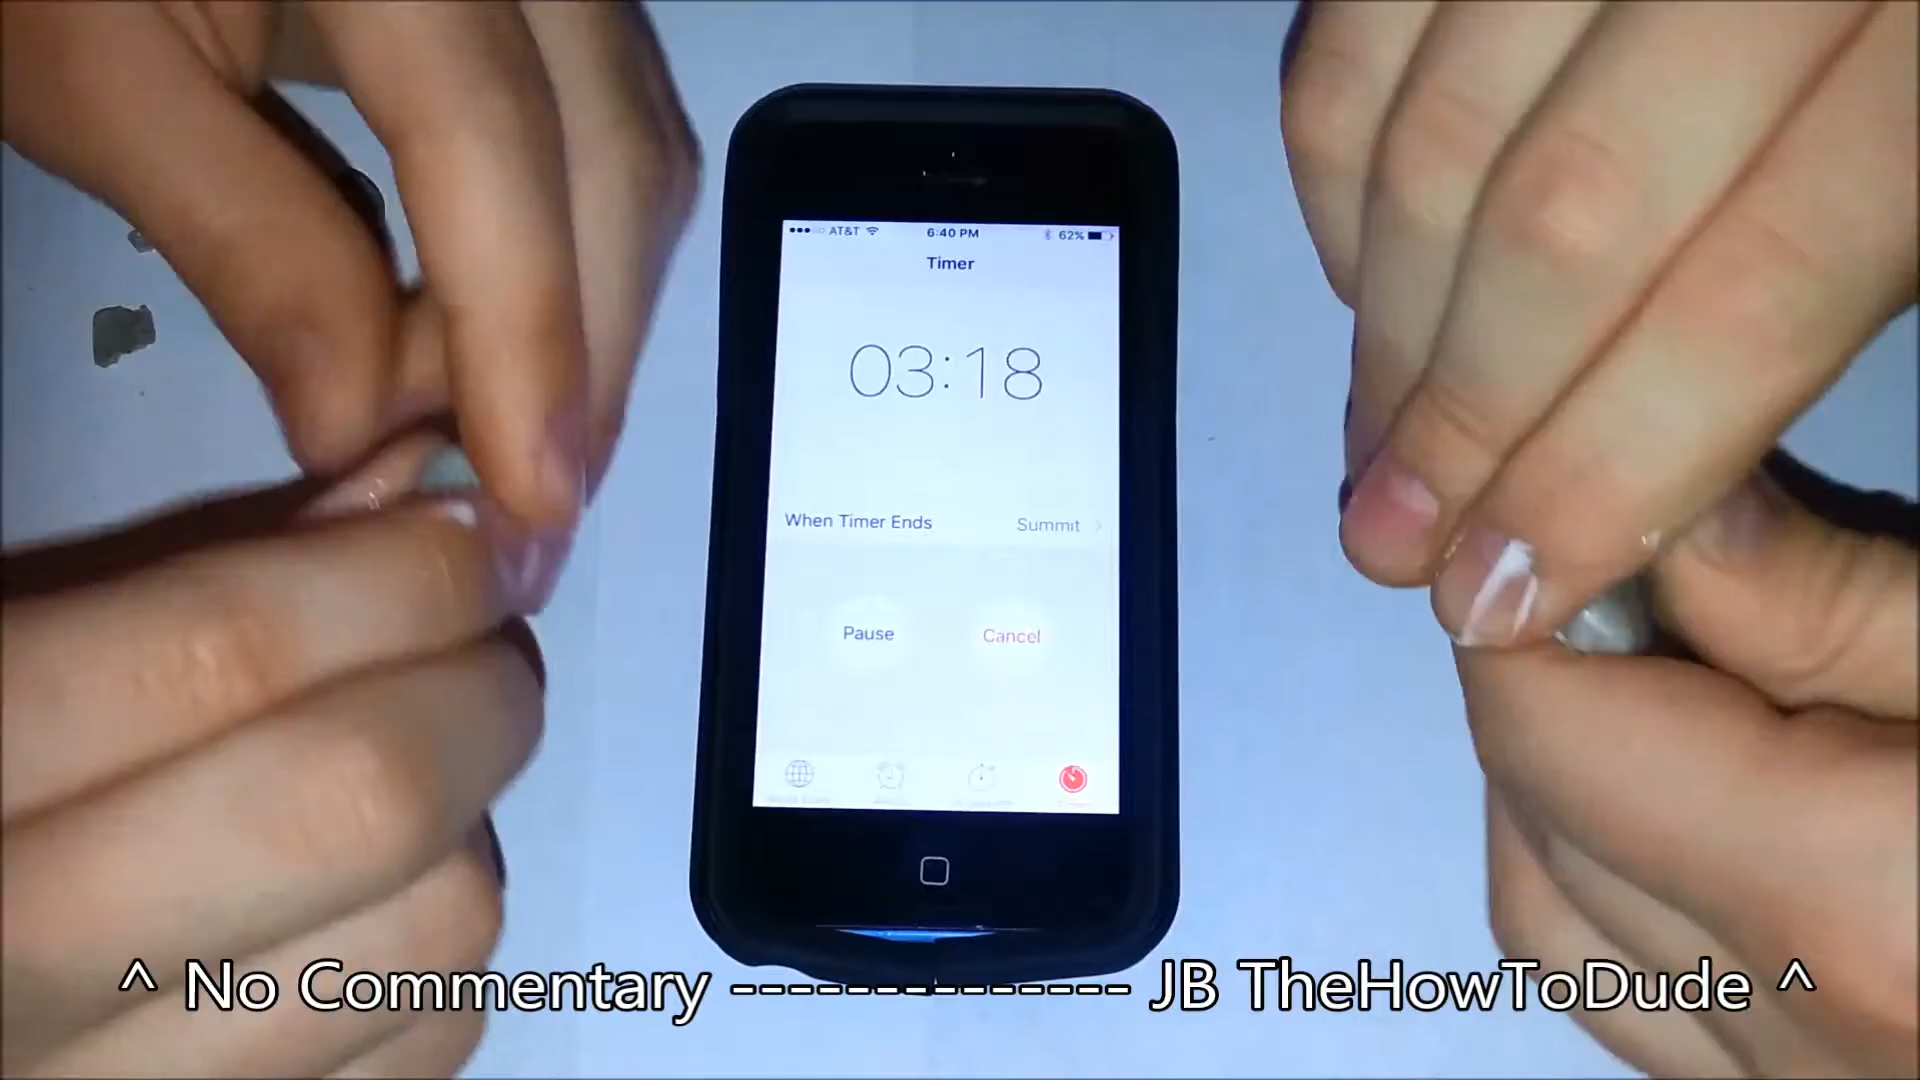 AT&T 6:40 PM 62%
Timer
03:18
When Timer Ends Summit >
Pause Cancel
^ No Commentary --------------- JB TheHowToDude ^